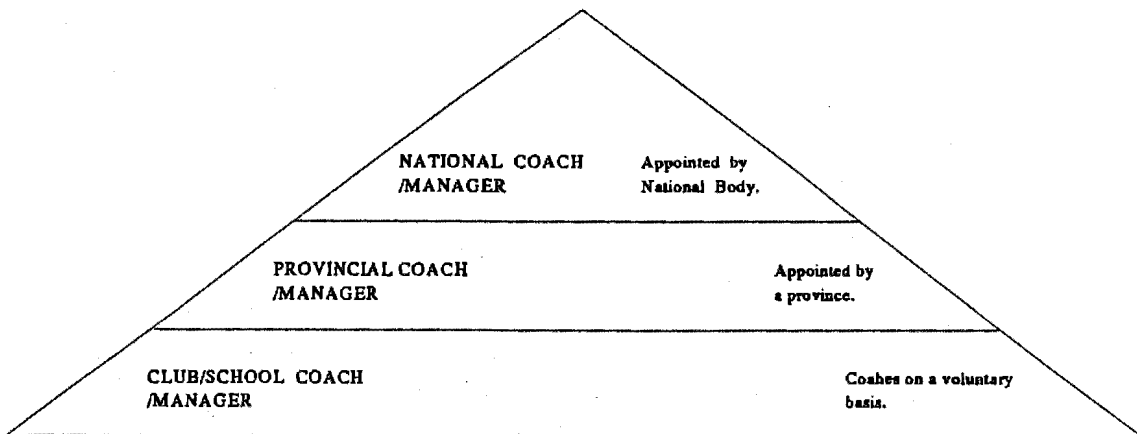 NATIONAL COACH
/MANAGER
Appointed by
National Body.
PROVINCIAL COACH
/MANAGER
Appointed by
a province.
CLUB/SCHOOL COACH
/MANAGER
Coahes on a voluntary
basis.